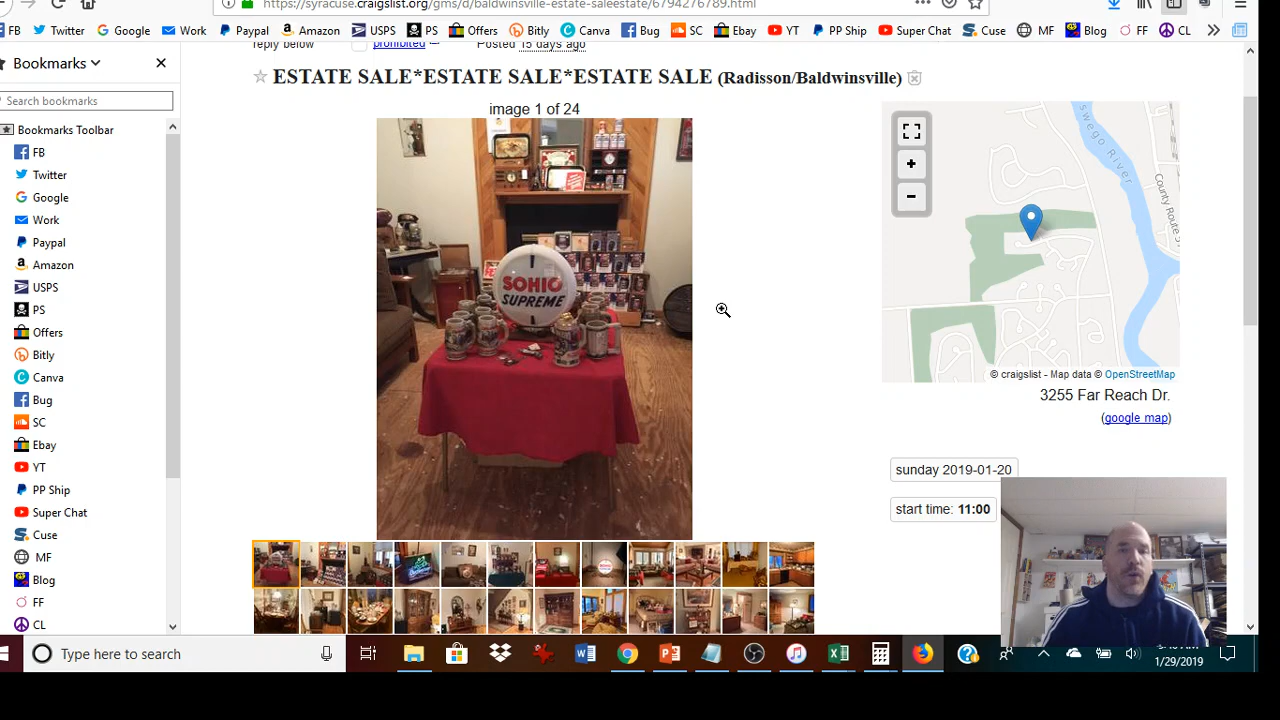 https://syracuse.craigslist.org/gms/d/baldwinsville-estate-saleestate/6794276789.html
FB Twitter Google Work Paypal Amazon USPS PS Offers Bitly Canva Bug SC Ebay YT PP Ship Super Chat Cuse MF Blog FF CL
Bookmarks
Search bookmarks
Bookmarks Toolbar
FB
Twitter
Google
Work
Paypal
Amazon
USPS
PS
Offers
Bitly
Canva
Bug
SC
Ebay
YT
PP Ship
Super Chat
Cuse
MF
Blog
FF
CL
reply below prohibited Posted 15 days ago
ESTATE SALE*ESTATE SALE*ESTATE SALE (Radisson/Baldwinsville)
image 1 of 24
SOHIO
SUPREME
swego River
County Route 57
© craigslist - Map data © OpenStreetMap
3255 Far Reach Dr.
(google map)
sunday 2019-01-20
start time: 11:00
Type here to search
1/29/2019